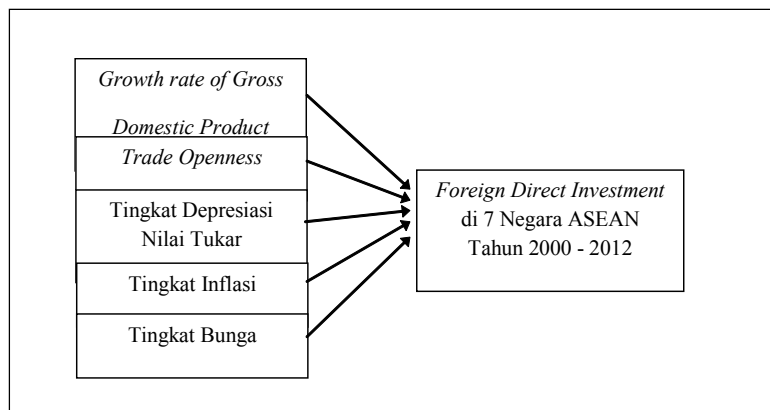 Growth rate of Gross
Domestic Product
Trade Openness
Tingkat Depresiasi
Nilai Tukar
Tingkat Inflasi
Tingkat Bunga
Foreign Direct Investment
di 7 Negara ASEAN
Tahun 2000 - 2012